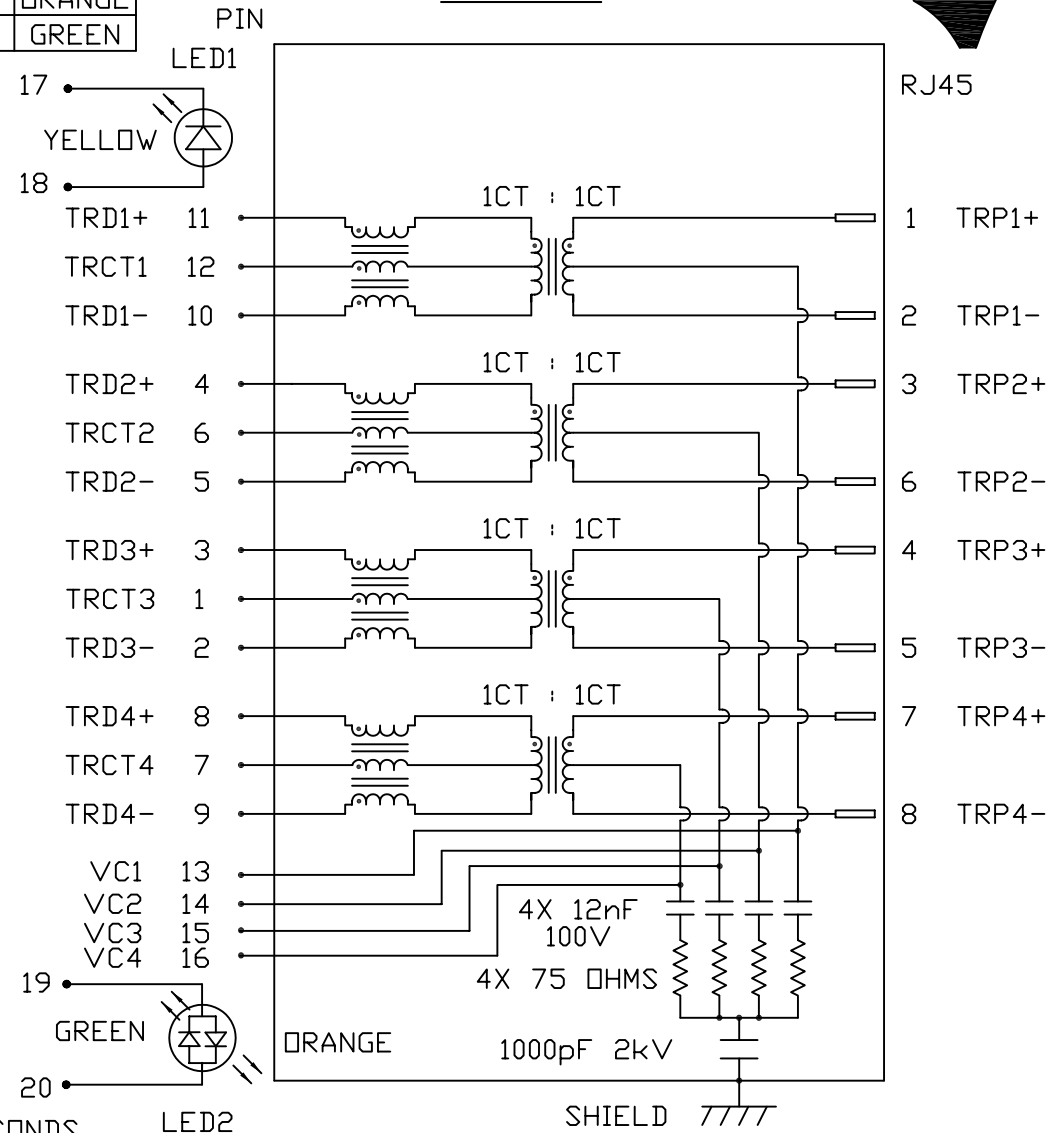 GREEN
PIN
LED1
17
RJ45
YELLOW
18
1CT : 1CT
TRD1+ 11 1 TRP1+
TRCT1 12
TRD1- 10 2 TRP1-
1CT : 1CT
TRD2+ 4 3 TRP2+
TRCT2 6
TRD2- 5 6 TRP2-
1CT : 1CT
TRD3+ 3 4 TRP3+
TRCT3 1
TRD3- 2 5 TRP3-
1CT : 1CT
TRD4+ 8 7 TRP4+
TRCT4 7
TRD4- 9 8 TRP4-
VC1 13
VC2 14
VC3 15
VC4 16
4X 12nF
100V
4X 75 OHMS
19
GREEN
ORANGE
1000pF 2kV
20
LED2
SHIELD